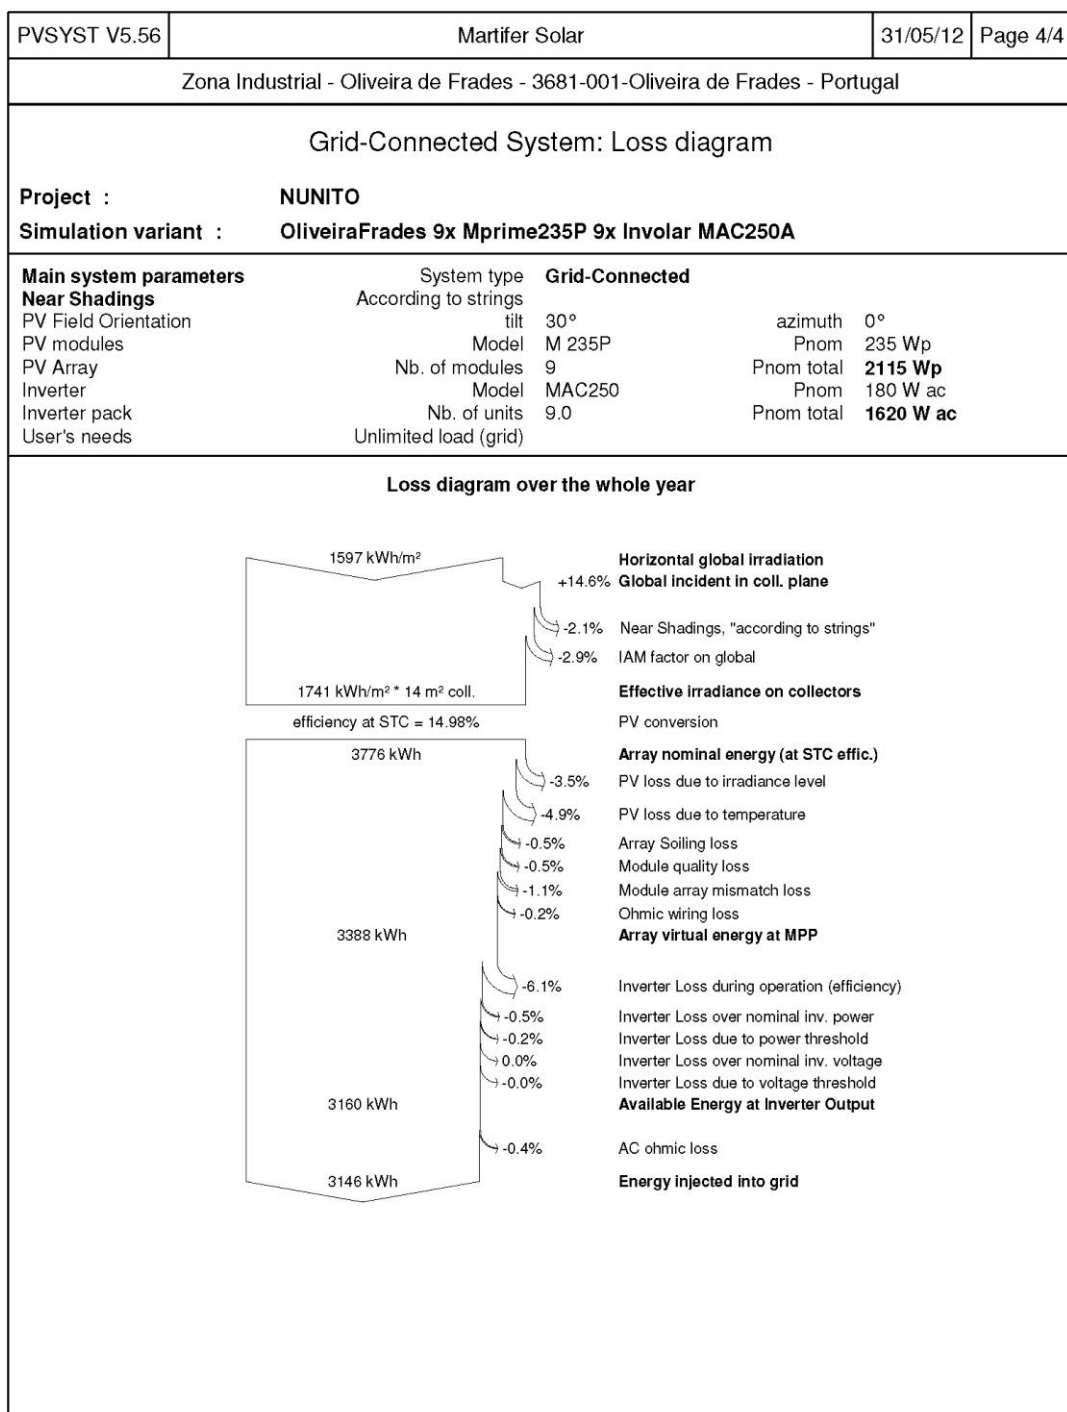 PVSYST V5.56 Martifer Solar 31/05/12 Page 4/4
Zona Industrial - Oliveira de Frades - 3681-001-Oliveira de Frades - Portugal
Grid-Connected System: Loss diagram
Project : NUNITO
Simulation variant : OliveiraFrades 9x Mprime235P 9x Involar MAC250A
Main system parameters System type Grid-Connected
Near Shadings According to strings
PV Field Orientation tilt 30° azimuth 0°
PV modules Model M 235P Pnom 235 Wp
PV Array Nb. of modules 9 Pnom total 2115 Wp
Inverter Model MAC250 Pnom 180 W ac
Inverter pack Nb. of units 9.0 Pnom total 1620 W ac
User's needs Unlimited load (grid)
Loss diagram over the whole year
1597 kWh/m² Horizontal global irradiation
+14.6% Global incident in coll. plane
-2.1% Near Shadings, "according to strings"
-2.9% IAM factor on global
1741 kWh/m² * 14 m² coll. Effective irradiance on collectors
efficiency at STC = 14.98% PV conversion
3776 kWh Array nominal energy (at STC effic.)
-3.5% PV loss due to irradiance level
-4.9% PV loss due to temperature
-0.5% Array Soiling loss
-0.5% Module quality loss
-1.1% Module array mismatch loss
-0.2% Ohmic wiring loss
3388 kWh Array virtual energy at MPP
-6.1% Inverter Loss during operation (efficiency)
-0.5% Inverter Loss over nominal inv. power
-0.2% Inverter Loss due to power threshold
0.0% Inverter Loss over nominal inv. voltage
-0.0% Inverter Loss due to voltage threshold
3160 kWh Available Energy at Inverter Output
-0.4% AC ohmic loss
3146 kWh Energy injected into grid